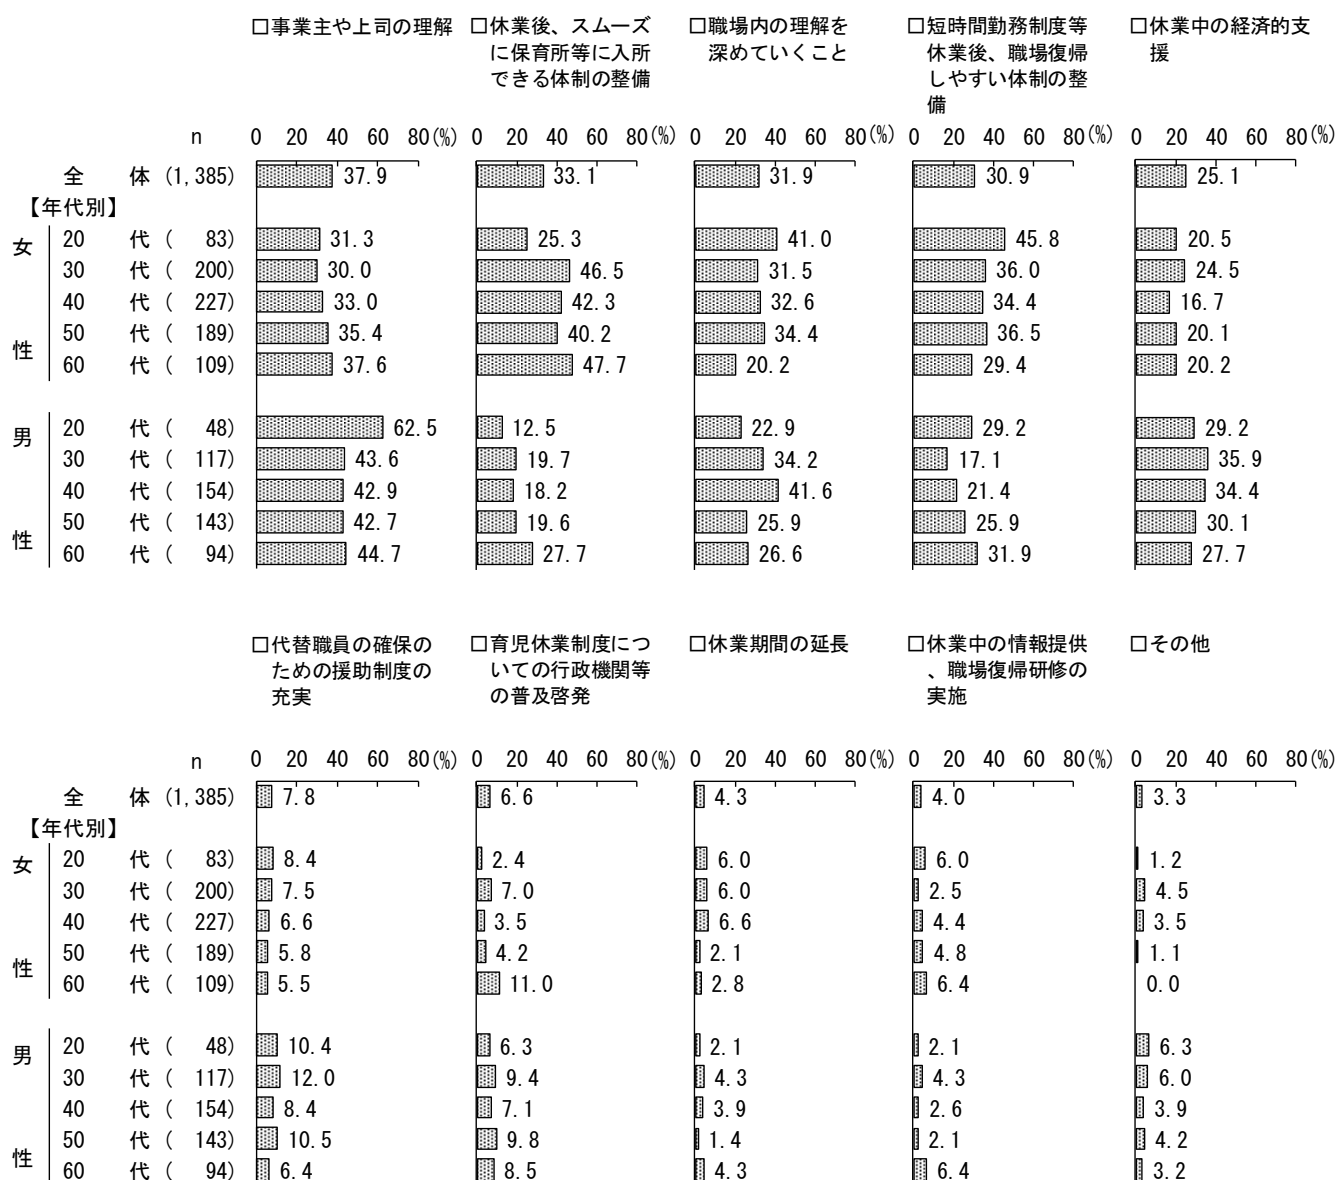 □事業主や上司の理解 □休業後、スムーズに保育所等に入所できる体制の整備 □職場内の理解を深めていくこと □短時間勤務制度等休業後、職場復帰しやすい体制の整備 □休業中の経済的支援
n 0 20 40 60 80(%) 0 20 40 60 80(%) 0 20 40 60 80(%) 0 20 40 60 80(%) 0 20 40 60 80(%)
全 体 (1,385) 37.9 33.1 31.9 30.9 25.1
【年代別】
女性
20 代 ( 83) 31.3 25.3 41.0 45.8 20.5
30 代 ( 200) 30.0 46.5 31.5 36.0 24.5
40 代 ( 227) 33.0 42.3 32.6 34.4 16.7
50 代 ( 189) 35.4 40.2 34.4 36.5 20.1
60 代 ( 109) 37.6 47.7 20.2 29.4 20.2
男性
20 代 ( 48) 62.5 12.5 22.9 29.2 29.2
30 代 ( 117) 43.6 19.7 34.2 17.1 35.9
40 代 ( 154) 42.9 18.2 41.6 21.4 34.4
50 代 ( 143) 42.7 19.6 25.9 25.9 30.1
60 代 ( 94) 44.7 27.7 26.6 31.9 27.7
□代替職員の確保のための援助制度の充実 □育児休業制度についての行政機関等の普及啓発 □休業期間の延長 □休業中の情報提供、職場復帰研修の実施 □その他
n 0 20 40 60 80(%) 0 20 40 60 80(%) 0 20 40 60 80(%) 0 20 40 60 80(%) 0 20 40 60 80(%)
全 体 (1,385) 7.8 6.6 4.3 4.0 3.3
【年代別】
女性
20 代 ( 83) 8.4 2.4 6.0 6.0 1.2
30 代 ( 200) 7.5 7.0 6.0 2.5 4.5
40 代 ( 227) 6.6 3.5 6.6 4.4 3.5
50 代 ( 189) 5.8 4.2 2.1 4.8 1.1
60 代 ( 109) 5.5 11.0 2.8 6.4 0.0
男性
20 代 ( 48) 10.4 6.3 2.1 2.1 6.3
30 代 ( 117) 12.0 9.4 4.3 4.3 6.0
40 代 ( 154) 8.4 7.1 3.9 2.6 3.9
50 代 ( 143) 10.5 9.8 1.4 2.1 4.2
60 代 ( 94) 6.4 8.5 4.3 6.4 3.2